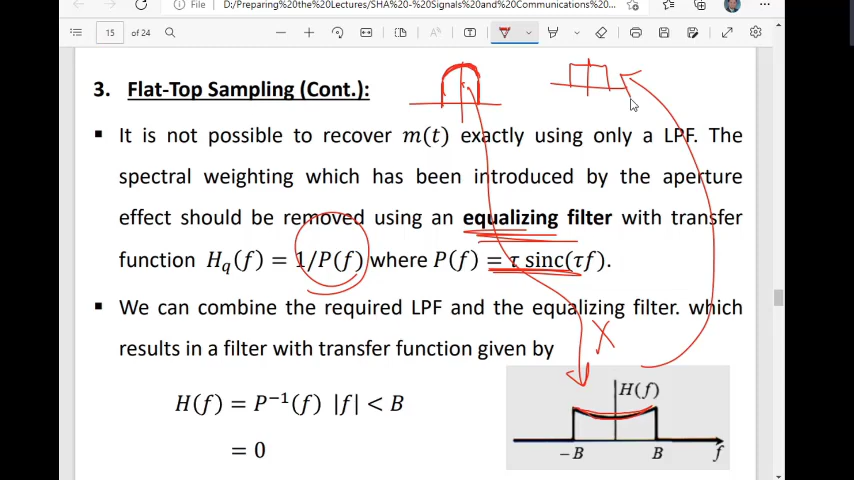 File
D:/Preparing%20the%20Lectures/SHA%20-%20Signals%20and%20Communications%20...
15 of 24
3. Flat-Top Sampling (Cont.):
▪ It is not possible to recover m(t) exactly using only a LPF. The
spectral weighting which has been introduced by the aperture
effect should be removed using an equalizing filter with transfer
function H_q(f) = 1/P(f) where P(f) = τ sinc(τf).
▪ We can combine the required LPF and the equalizing filter. which
results in a filter with transfer function given by
X
H(f) = P⁻¹(f) |f| < B
= 0
H(f)
−B B f